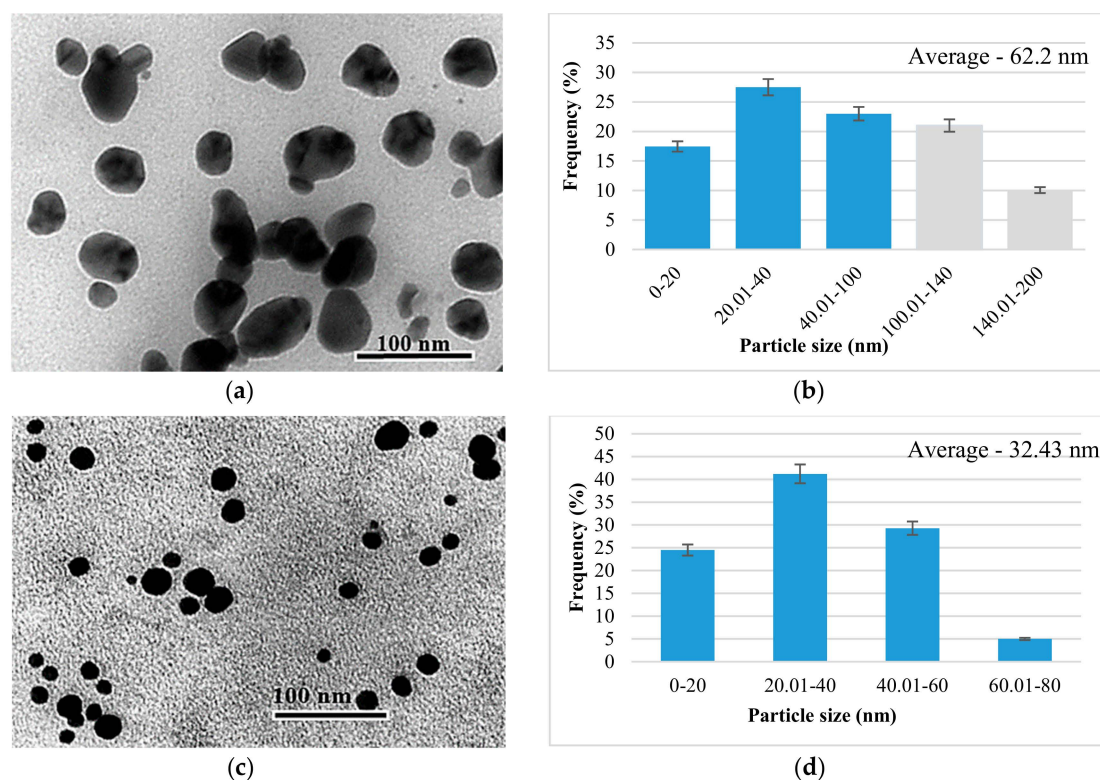 100 nm
(a)
Average - 62.2 nm
Frequency (%)
35
30
25
20
15
10
5
0
0-20
20.01-40
40.01-100
100.01-140
140.01-200
Particle size (nm)
(b)
100 nm
(c)
Average - 32.43 nm
Frequency (%)
50
45
40
35
30
25
20
15
10
5
0
0-20 20.01-40 40.01-60 60.01-80
Particle size (nm)
(d)